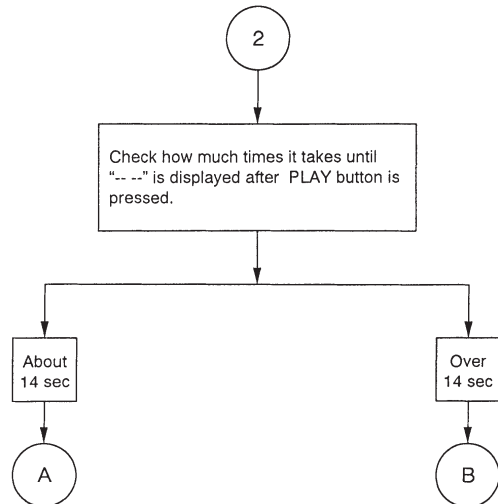 2
Check how much times it takes until
“-- --” is displayed after PLAY button is
pressed.
About
14 sec
Over
14 sec
A
B